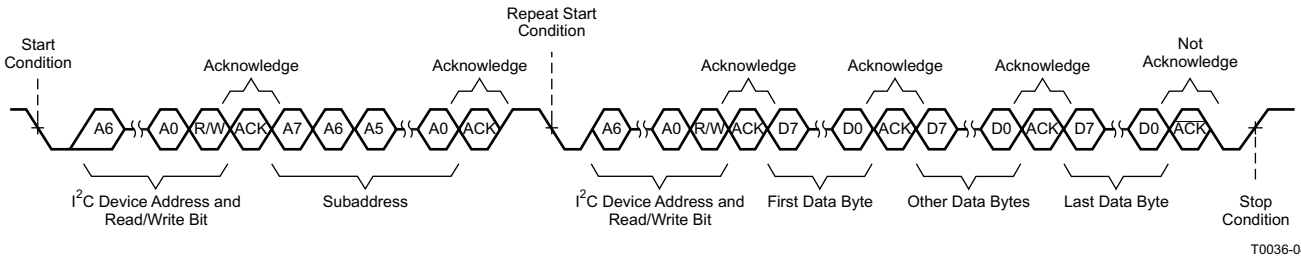 Repeat Start
Condition
Start
Condition
Not
Acknowledge
Acknowledge
Acknowledge
Acknowledge
Acknowledge
Acknowledge
A6 A0 R/W ACK A7 A6 A5 A0 ACK A6 A0 R/W ACK D7 D0 ACK D7 D0 ACK D7 D0 ACK
I²C Device Address and
Read/Write Bit
Subaddress
I²C Device Address and
Read/Write Bit
First Data Byte
Other Data Bytes
Last Data Byte
Stop
Condition
T0036-0